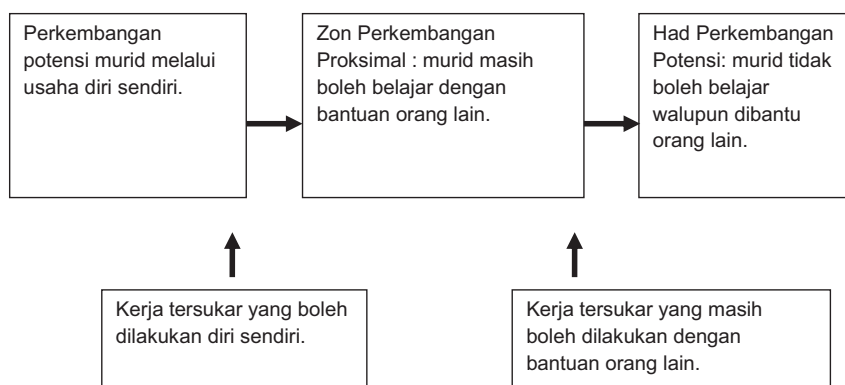 Perkembangan
potensi murid melalui
usaha diri sendiri.
Zon Perkembangan
Proksimal : murid masih
boleh belajar dengan
bantuan orang lain.
Had Perkembangan
Potensi: murid tidak
boleh belajar
walupun dibantu
orang lain.
Kerja tersukar yang boleh
dilakukan diri sendiri.
Kerja tersukar yang masih
boleh dilakukan dengan
bantuan orang lain.